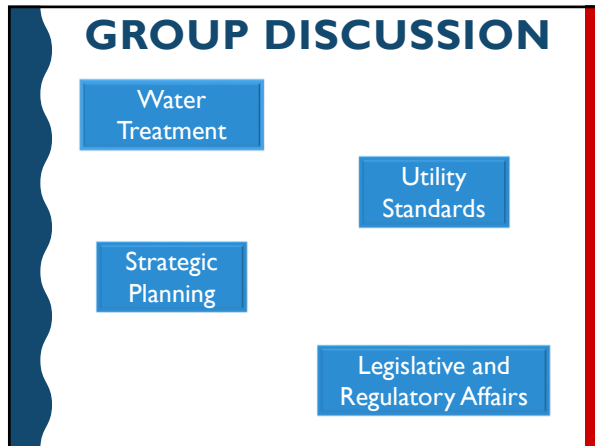 GROUP DISCUSSION
Water
Treatment
Utility
Standards
Strategic
Planning
Legislative and
Regulatory Affairs